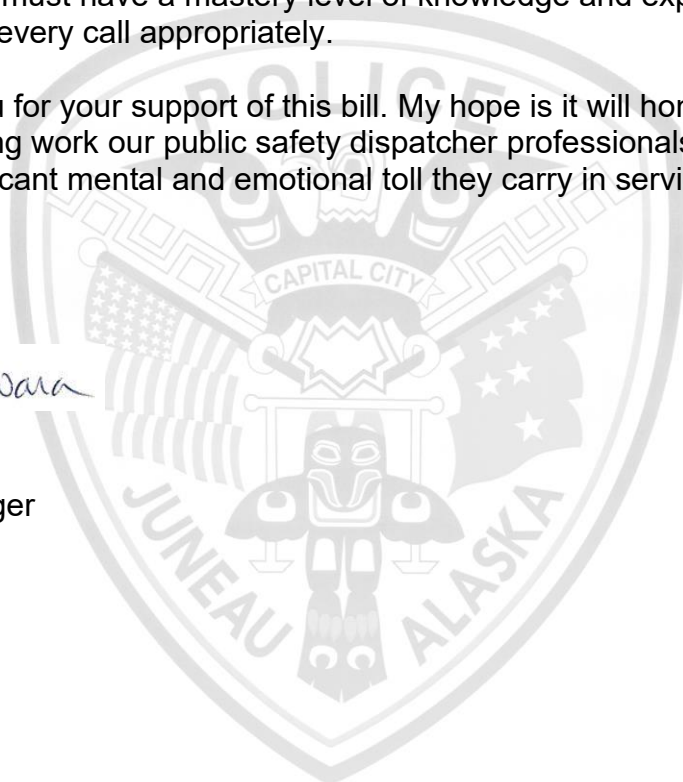 must have a mastery level of knowledge and exp
every call appropriately.
for your support of this bill. My hope is it will hor
ng work our public safety dispatcher professionals
cant mental and emotional toll they carry in servi
POLICE
CAPITAL CITY
ger
JUNEAU ALASKA